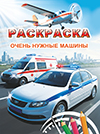 РАСКРАСКА
ОЧЕНЬ НУЖНЫЕ МАШИНЫ